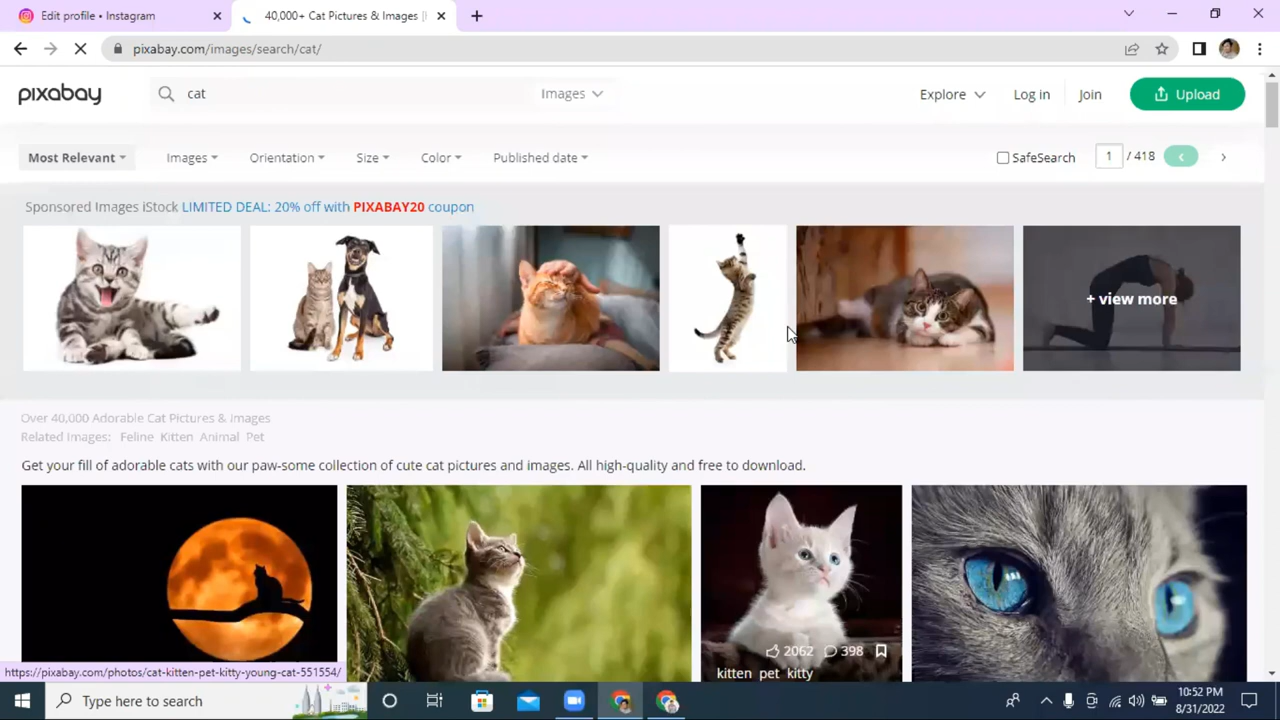 Edit profile • Instagram
40,000+ Cat Pictures & Images
pixabay.com/images/search/cat/
pixabay
cat
Images
Explore
Log in
Join
Upload
Most Relevant
Images
Orientation
Size
Color
Published date
SafeSearch
1 / 418
Sponsored Images iStock LIMITED DEAL: 20% off with PIXABAY20 coupon
+ view more
Over 40,000 Adorable Cat Pictures & Images
Related Images: Feline Kitten Animal Pet
Get your fill of adorable cats with our paw-some collection of cute cat pictures and images. All high-quality and free to download.
2062 398
kitten pet kitty
https://pixabay.com/photos/cat-kitten-pet-kitty-young-cat-551554/
Type here to search
10:52 PM
8/31/2022